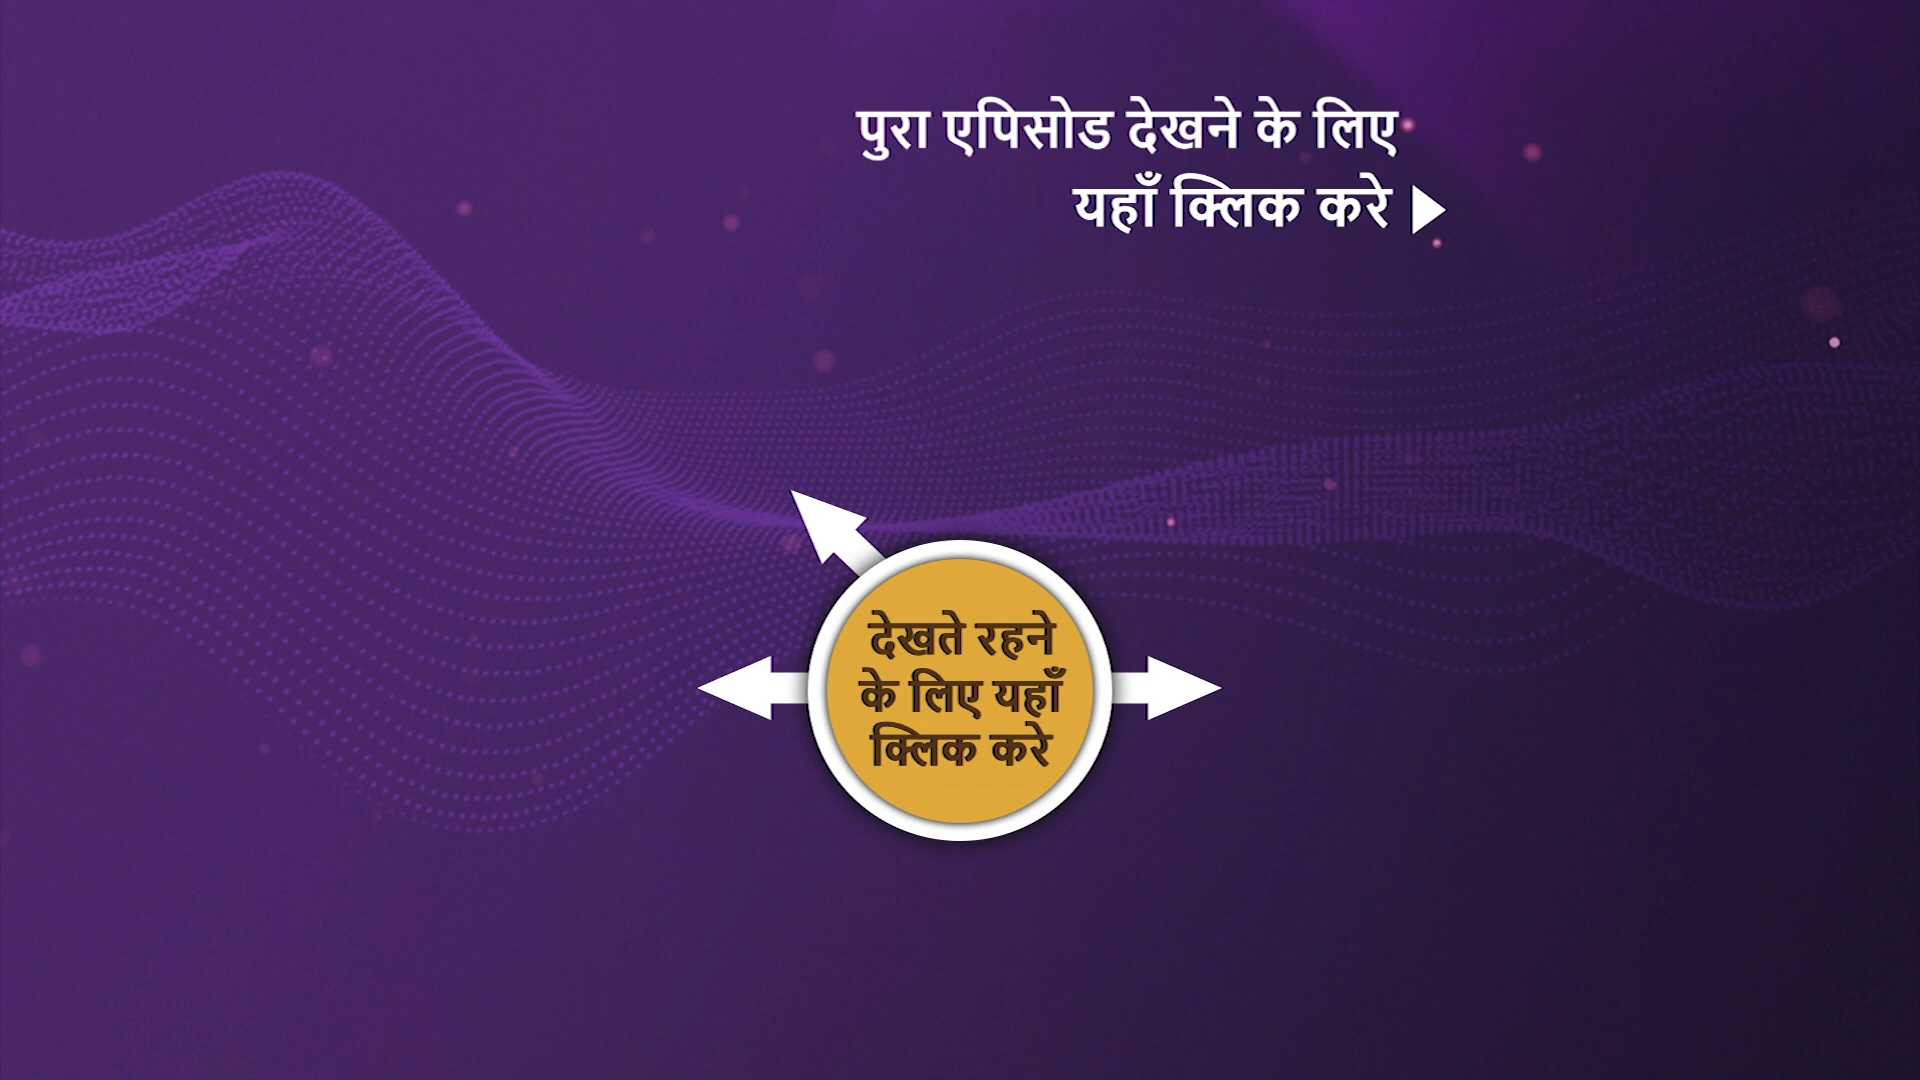 पुरा एपिसोड देखने के लिए
यहाँ क्लिक करे
देखते रहने
के लिए यहाँ
क्लिक करे